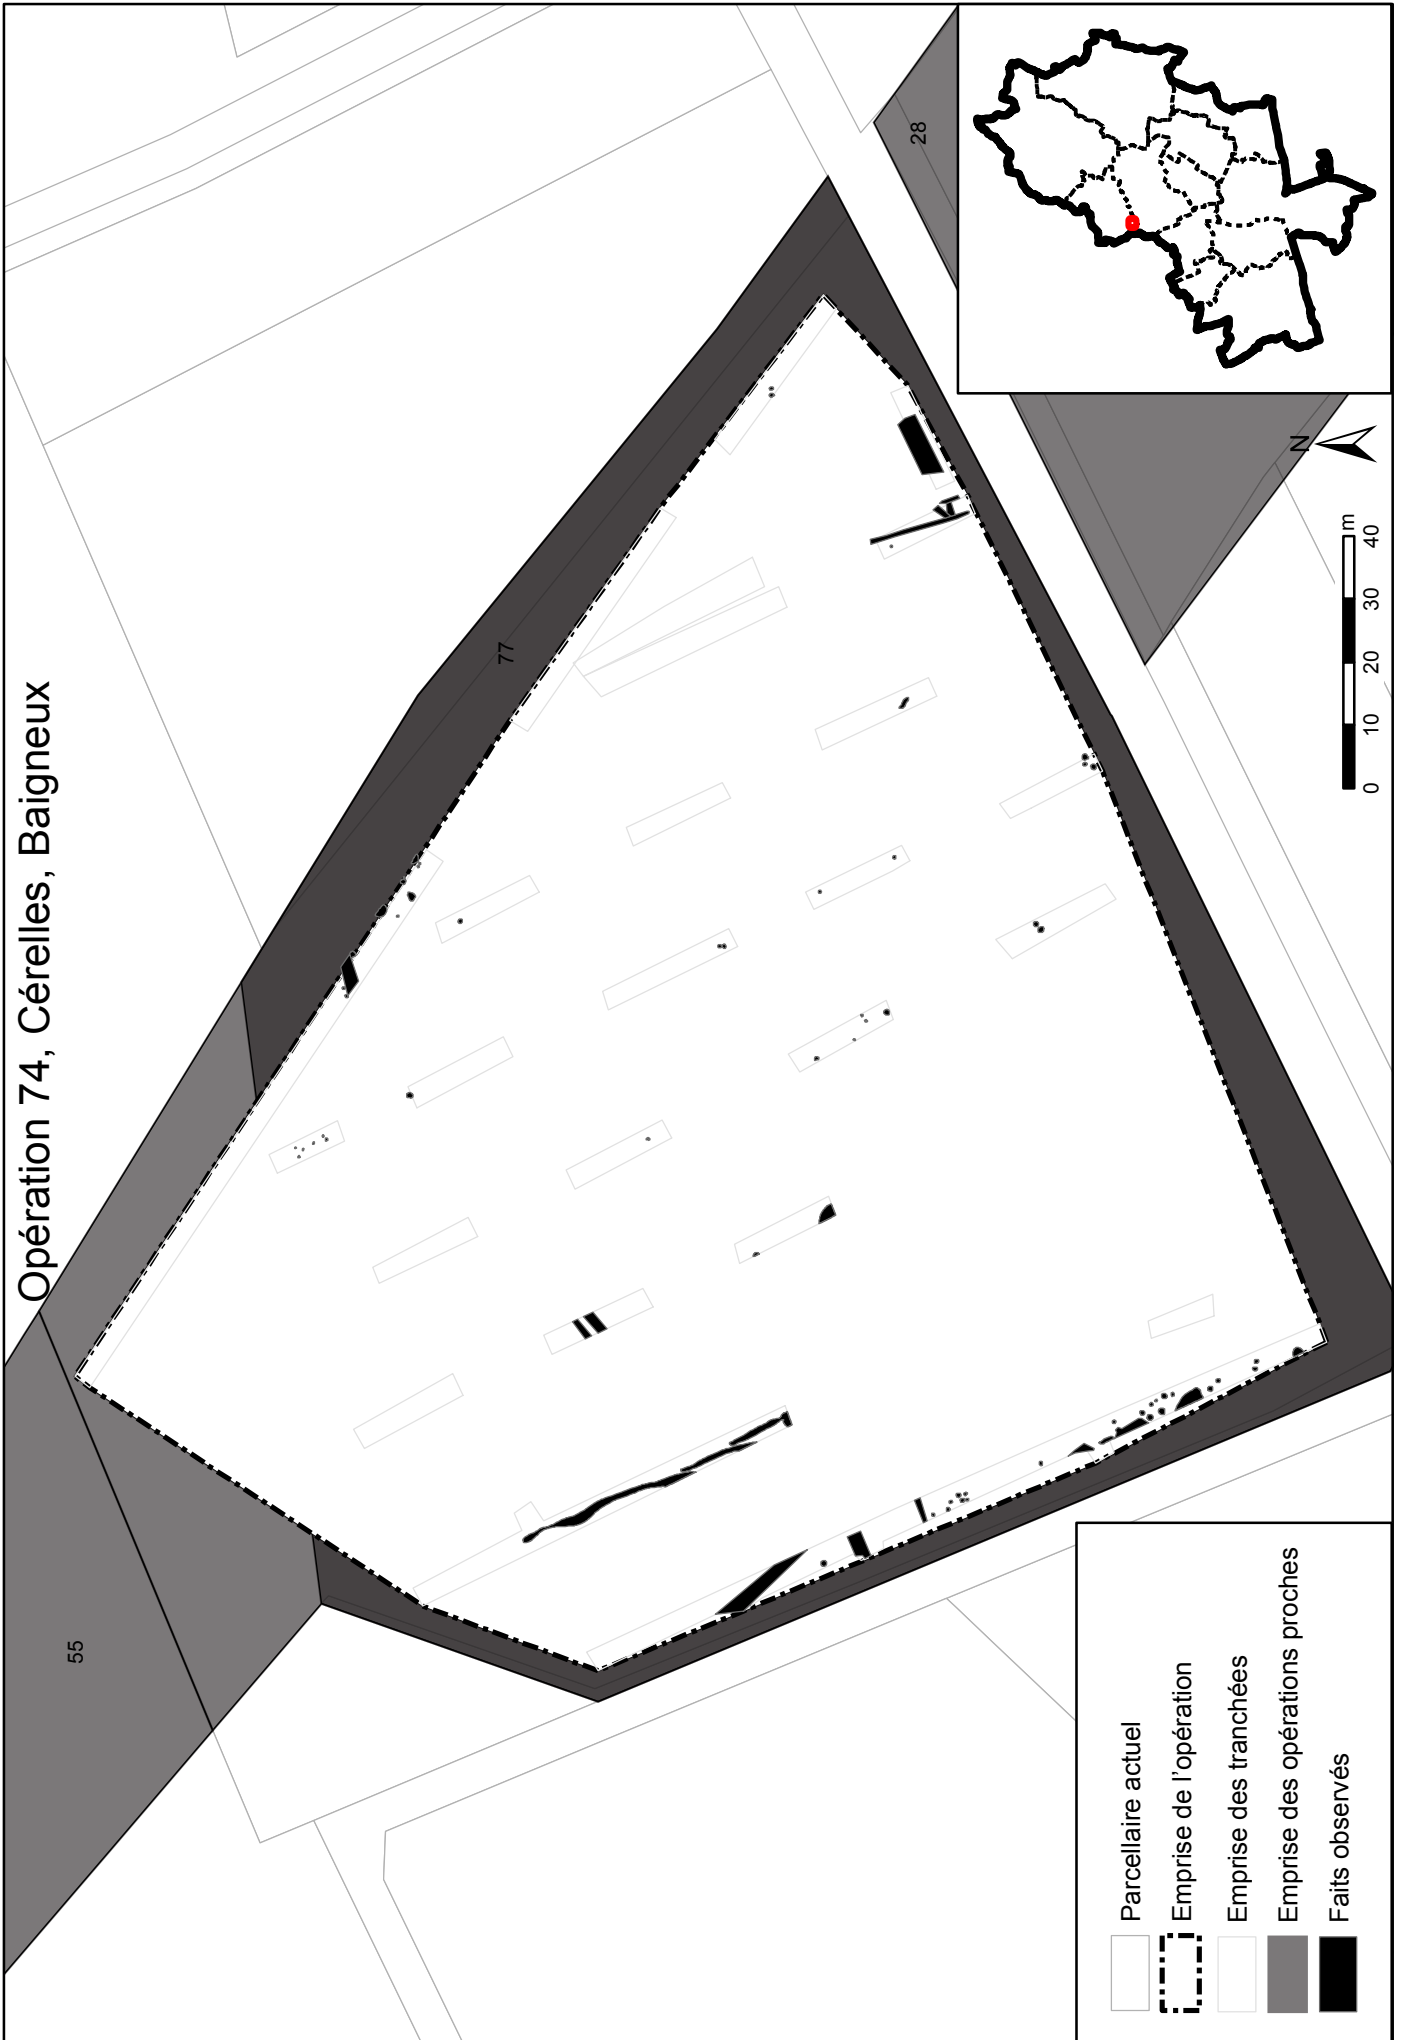 Opération 74, Cérelles, Baigneux
55
77
28
N
0 10 20 30 40
m
Parcellaire actuel
Emprise de l'opération
Emprise des tranchées
Emprise des opérations proches
Faits observés